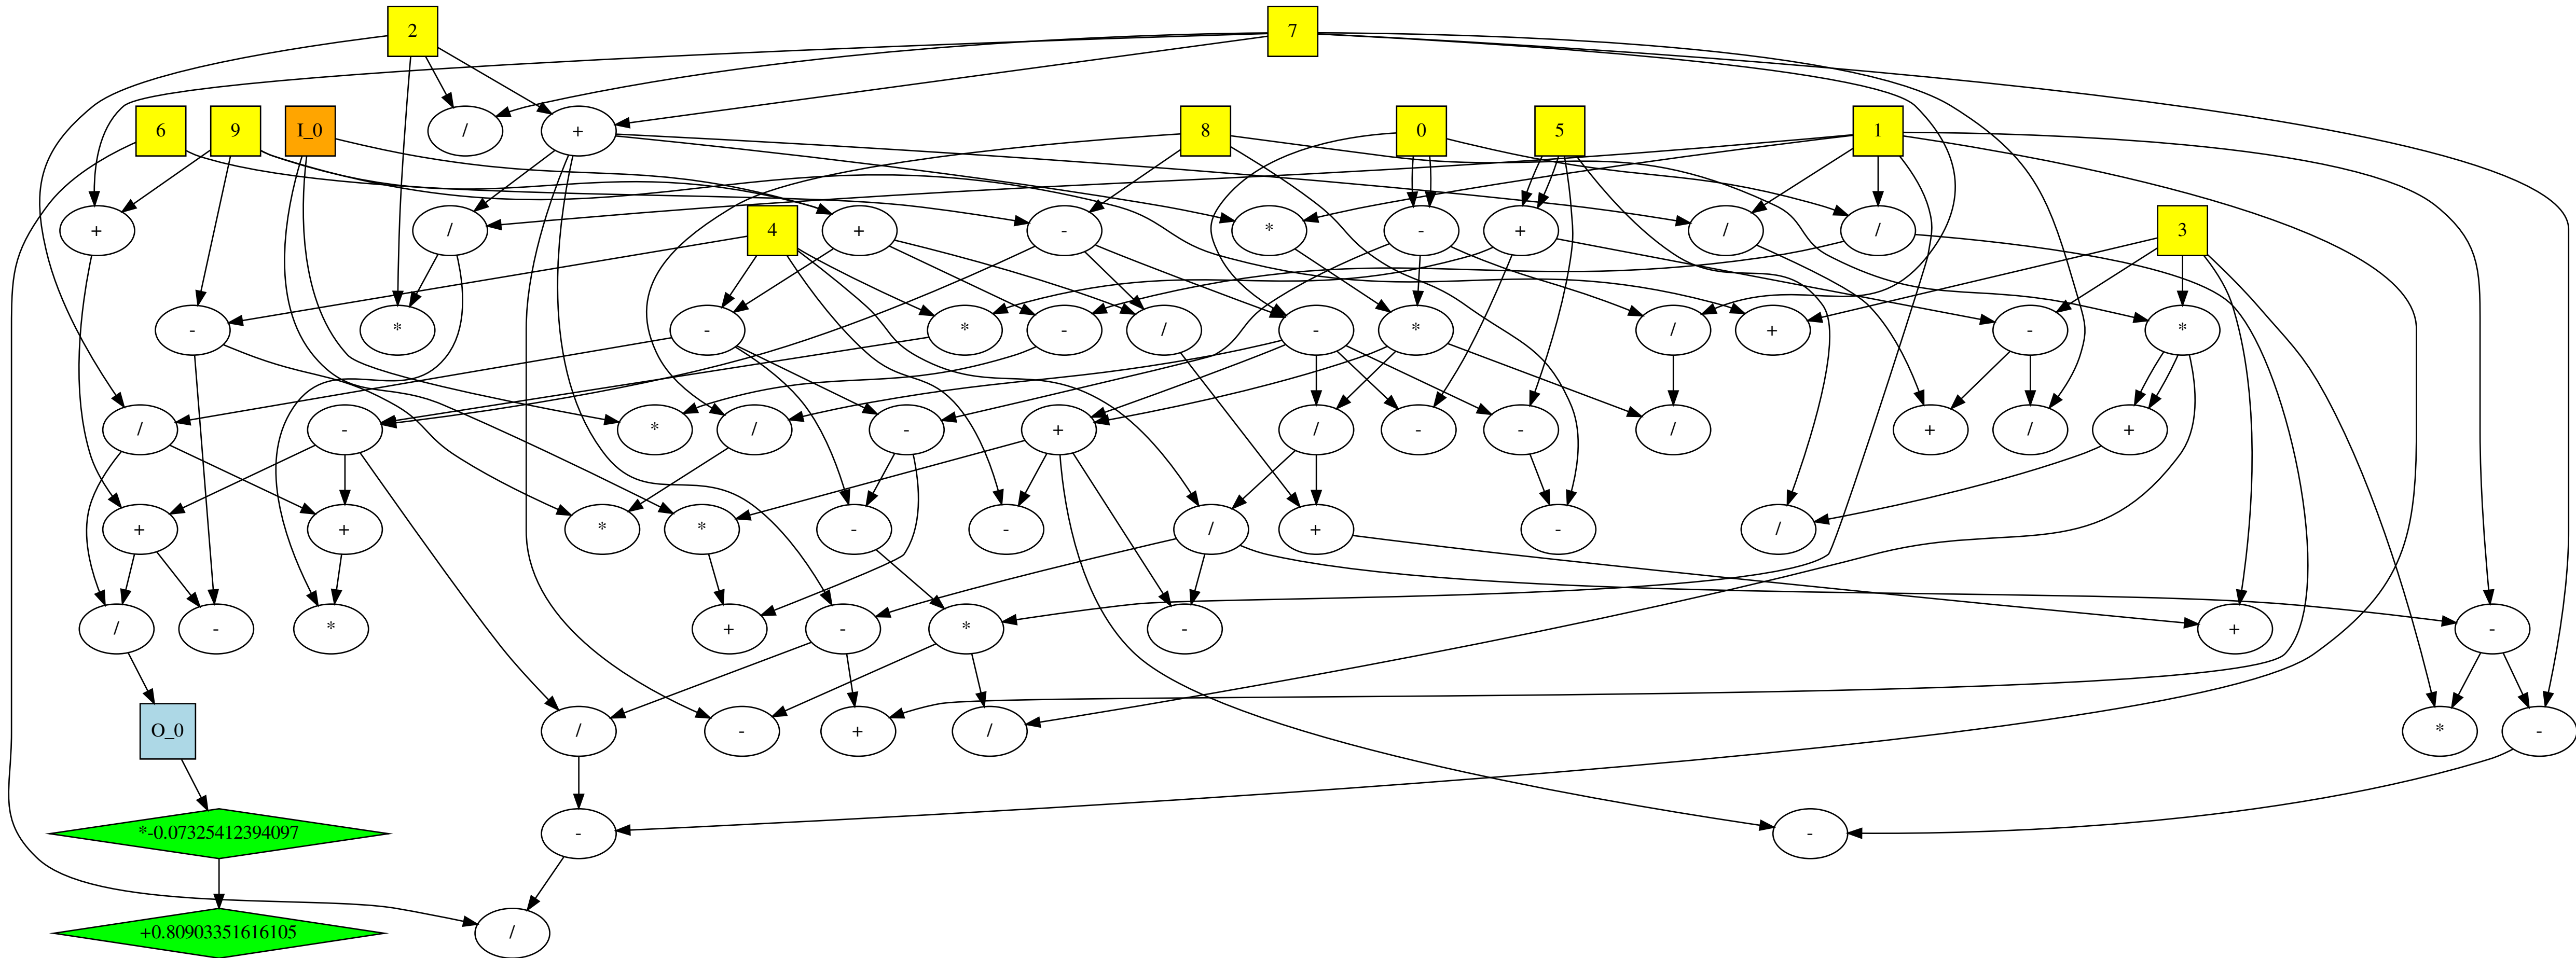 2 7
6 9 I_0 / + 8 0 5 1
+ / 4 + - * - + / / 3
- * - * - / - * / + - *
/ - * / - + / - - / + / +
+ + * * - - / + - /
/ - * + - * - + -
O_0 / - + / * -
*-0.07325412394097 - -
+0.80903351616105 /